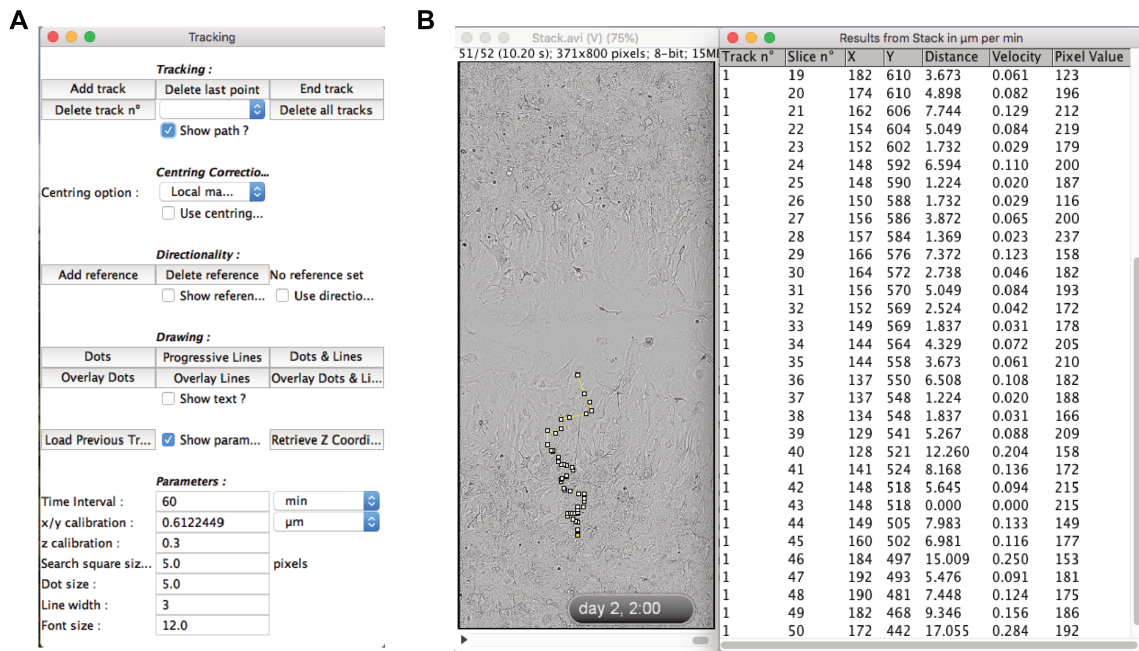 A
Tracking
Tracking :
Add track Delete last point End track
Delete track n° Delete all tracks
Show path ?
Centring Correctio...
Centring option : Local ma...
Use centring...
Directionality :
Add reference Delete reference No reference set
Show referen... Use directio...
Drawing :
Dots Progressive Lines Dots & Lines
Overlay Dots Overlay Lines Overlay Dots & Li...
Show text ?
Load Previous Tr... Show param... Retrieve Z Coordi...
Parameters :
Time Interval : 60 min
x/y calibration : 0.6122449 µm
z calibration : 0.3
Search square siz... 5.0 pixels
Dot size : 5.0
Line width : 3
Font size : 12.0
B
Stack.avi (V) (75%)
51/52 (10.20 s); 371x800 pixels; 8-bit; 15M
day 2, 2:00
Results from Stack in µm per min
Track n° Slice n° X Y Distance Velocity Pixel Value
1 19 182 610 3.673 0.061 123
1 20 174 610 4.898 0.082 196
1 21 162 606 7.744 0.129 212
1 22 154 604 5.049 0.084 219
1 23 152 602 1.732 0.029 179
1 24 148 592 6.594 0.110 200
1 25 148 590 1.224 0.020 187
1 26 150 588 1.732 0.029 116
1 27 156 586 3.872 0.065 200
1 28 157 584 1.369 0.023 237
1 29 166 576 7.372 0.123 158
1 30 164 572 2.738 0.046 182
1 31 156 570 5.049 0.084 193
1 32 152 569 2.524 0.042 172
1 33 149 569 1.837 0.031 178
1 34 144 564 4.329 0.072 205
1 35 144 558 3.673 0.061 210
1 36 137 550 6.508 0.108 182
1 37 137 548 1.224 0.020 188
1 38 134 548 1.837 0.031 166
1 39 129 541 5.267 0.088 209
1 40 128 521 12.260 0.204 158
1 41 141 524 8.168 0.136 172
1 42 148 518 5.645 0.094 215
1 43 148 518 0.000 0.000 215
1 44 149 505 7.983 0.133 149
1 45 160 502 6.981 0.116 177
1 46 184 497 15.009 0.250 153
1 47 192 493 5.476 0.091 181
1 48 190 481 7.448 0.124 175
1 49 182 468 9.346 0.156 186
1 50 172 442 17.055 0.284 192